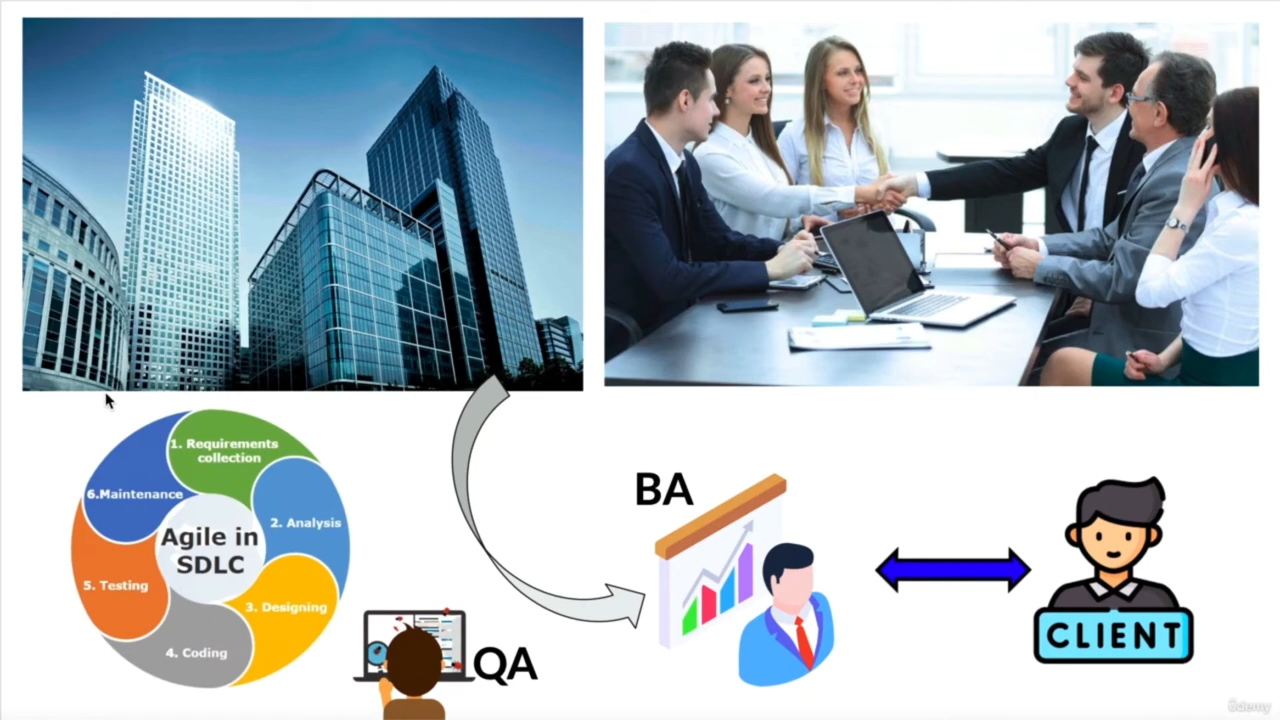 1. Requirements
collection
2. Analysis
3. Designing
4. Coding
5. Testing
6.Maintenance
Agile in
SDLC
QA
BA
CLIENT
ûdemy